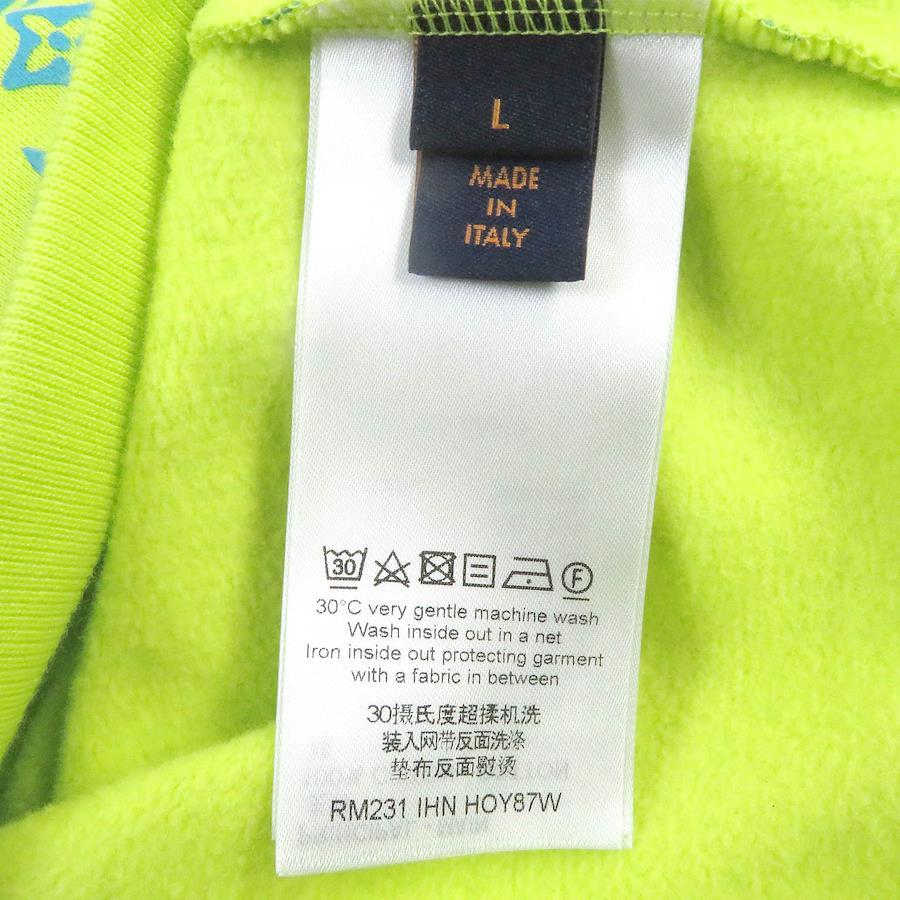 L
MADE
IN
ITALY
30
F
30°C very gentle machine wash
Wash inside out in a net
Iron inside out protecting garment
with a fabric in between
30摄氏度超揉机洗
装入网带反面洗涤
垫布反面熨烫
RM231 IHN HOY87W